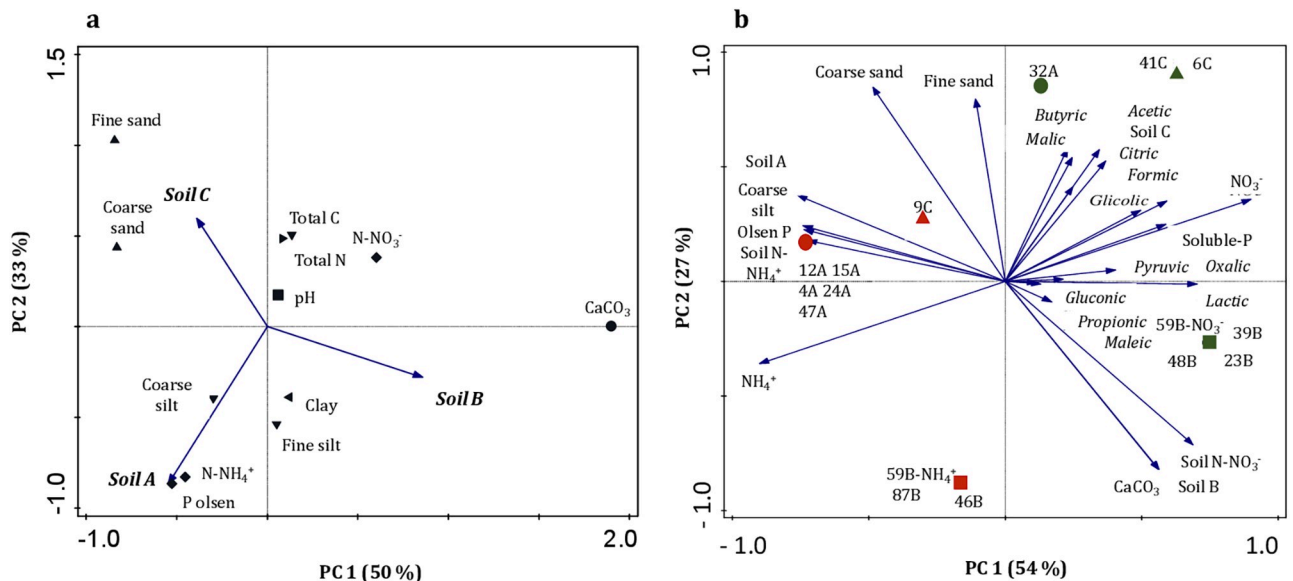 a
1.5
Fine sand
Soil C
Coarse
sand
Total C
N-NO₃⁻
Total N
pH
CaCO₃
PC 2 (33 %)
Coarse
silt
Clay
Soil B
Fine silt
Soil A
N-NH₄⁺
P olsen
-1.0
-1.0
2.0
PC 1 (50 %)
b
1.0
Coarse sand
Fine sand
32A
41C
6C
Butyric
Malic
Acetic
Soil C
Citric
Formic
Soil A
Coarse
silt
Olsen P
Soil N-
NH₄⁺
9C
Glicolic
NO₃⁻
Soluble-P
12A 15A
4A 24A
47A
Pyruvic
Oxalic
Gluconic
Lactic
Propionic
Maleic
59B-NO₃⁻
39B
48B
23B
PC 2 (27 %)
NH₄⁺
59B-NH₄⁺
87B
46B
Soil N-NO₃⁻
CaCO₃
Soil B
- 1.0
- 1.0
1.0
PC 1 (54 %)